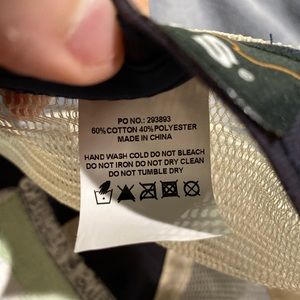 PO NO.: 293893
60%COTTON 40%POLYESTER
MADE IN CHINA
HAND WASH COLD DO NOT BLEACH
DO NOT IRON DO NOT DRY CLEAN
DO NOT TUMBLE DRY